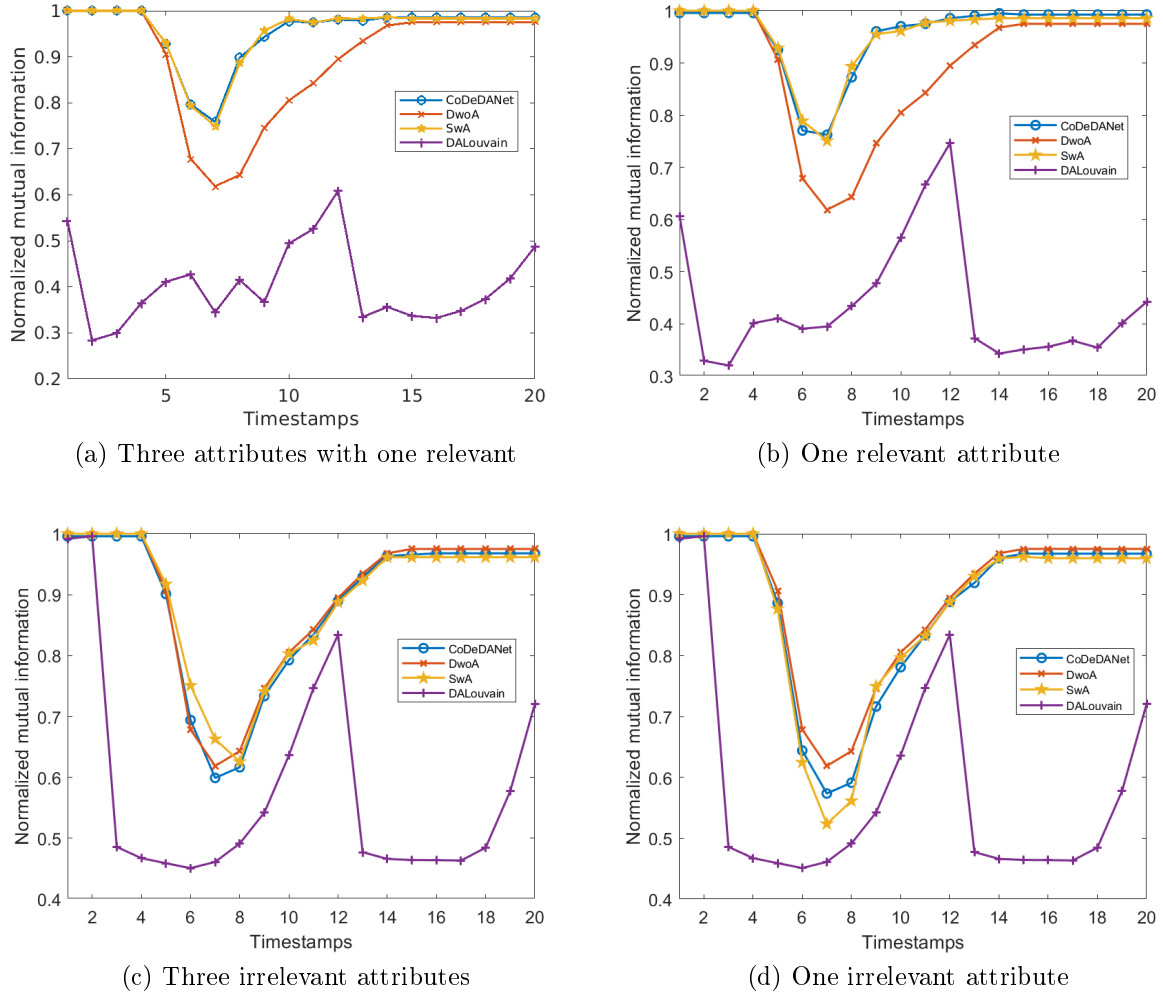 1
0.9
0.8
0.7
0.6
0.5
0.4
0.3
0.2
Normalized mutual information
CoDeDANet
DwoA
SwA
DALouvain
5 10 15 20
Timestamps
(a) Three attributes with one relevant
1
0.9
0.8
0.7
0.6
0.5
0.4
0.3
Normalized mutual information
CoDeDANet
DwoA
SwA
DALouvain
2 4 6 8 10 12 14 16 18 20
Timestamps
(b) One relevant attribute
1
0.9
0.8
0.7
0.6
0.5
0.4
Normalized mutual information
CoDeDANet
DwoA
SwA
DALouvain
2 4 6 8 10 12 14 16 18 20
Timestamps
(c) Three irrelevant attributes
1
0.9
0.8
0.7
0.6
0.5
0.4
Normalized mutual information
CoDeDANet
DwoA
SwA
DALouvain
2 4 6 8 10 12 14 16 18 20
Timestamps
(d) One irrelevant attribute